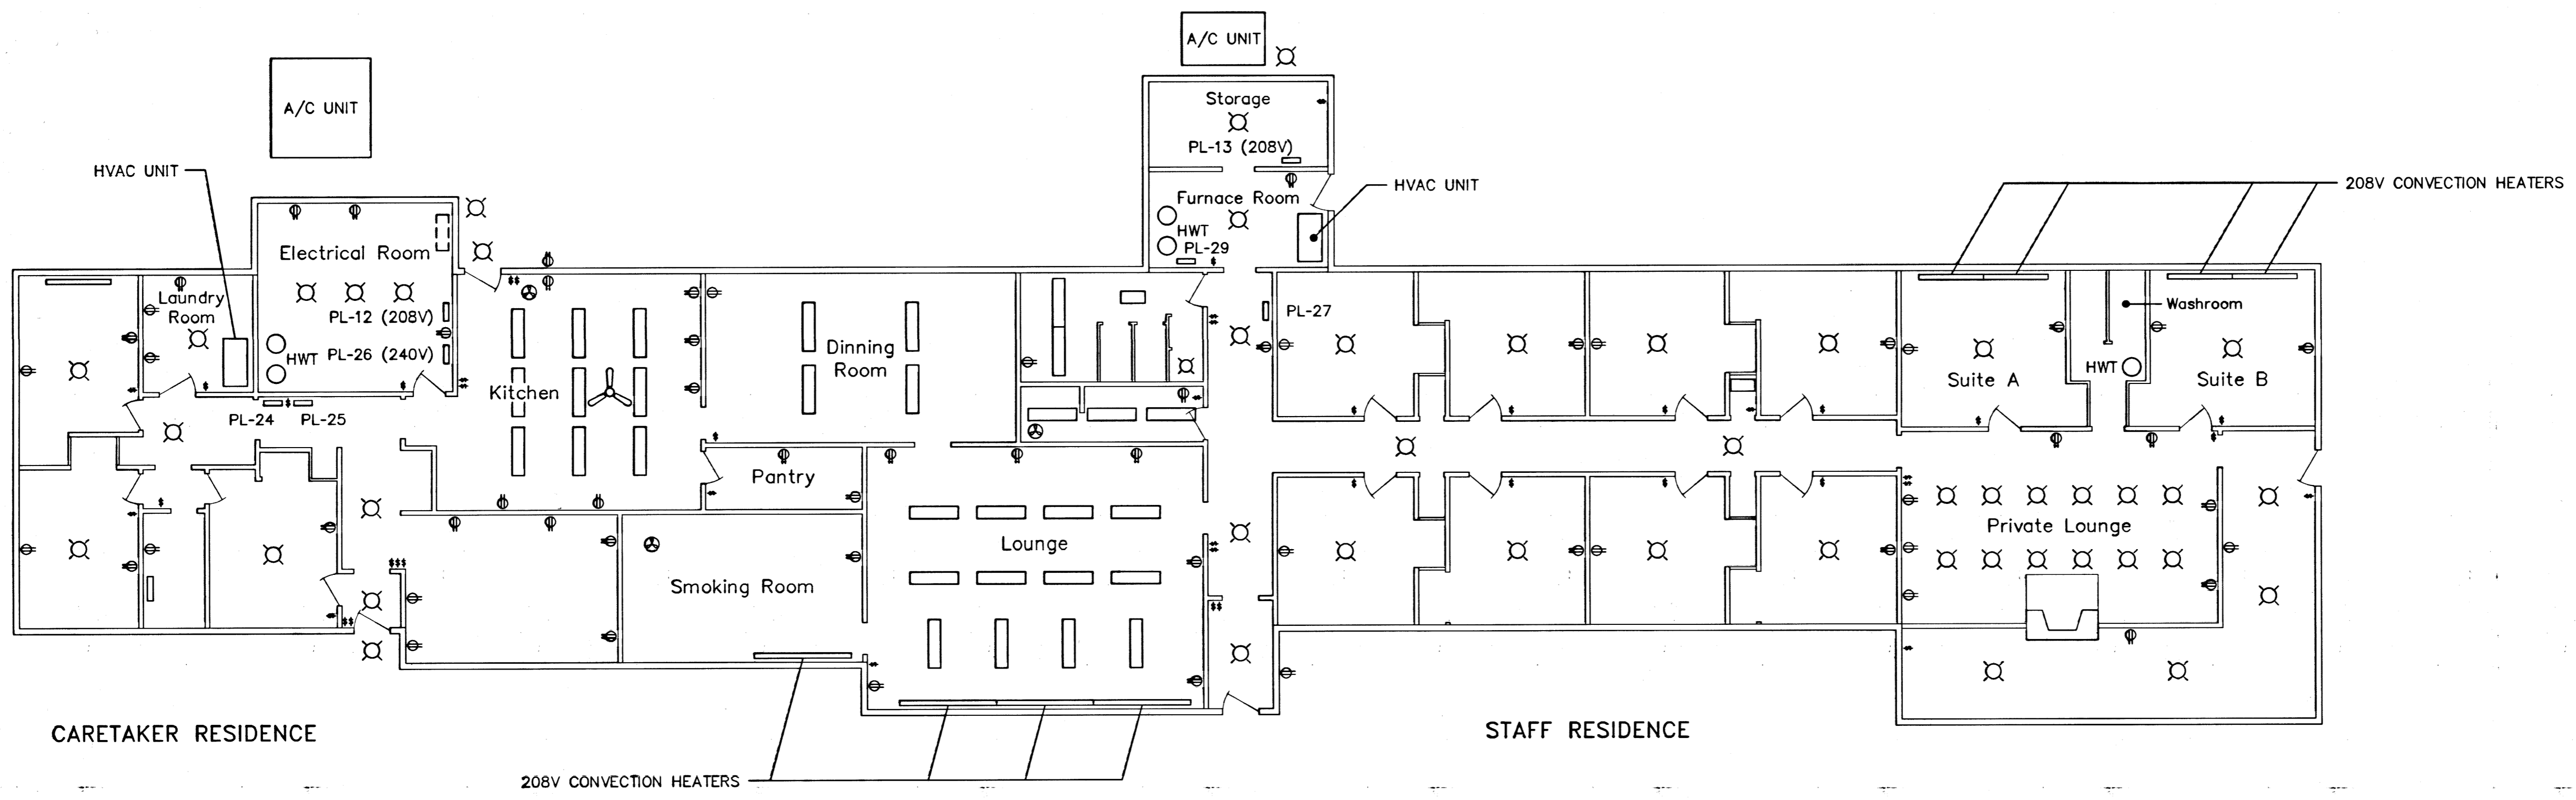 A/C UNIT
A/C UNIT
Storage
PL-13 (208V)
HVAC UNIT
HVAC UNIT
208V CONVECTION HEATERS
Furnace Room
HWT
PL-29
Electrical Room
Laundry
Room
PL-12 (208V)
HWT
PL-26 (240V)
PL-27
Washroom
Kitchen
Dinning
Room
HWT
Suite A
Suite B
PL-24
$
PL-25
Pantry
Private Lounge
Lounge
Smoking Room
$$$
CARETAKER RESIDENCE
STAFF RESIDENCE
208V CONVECTION HEATERS